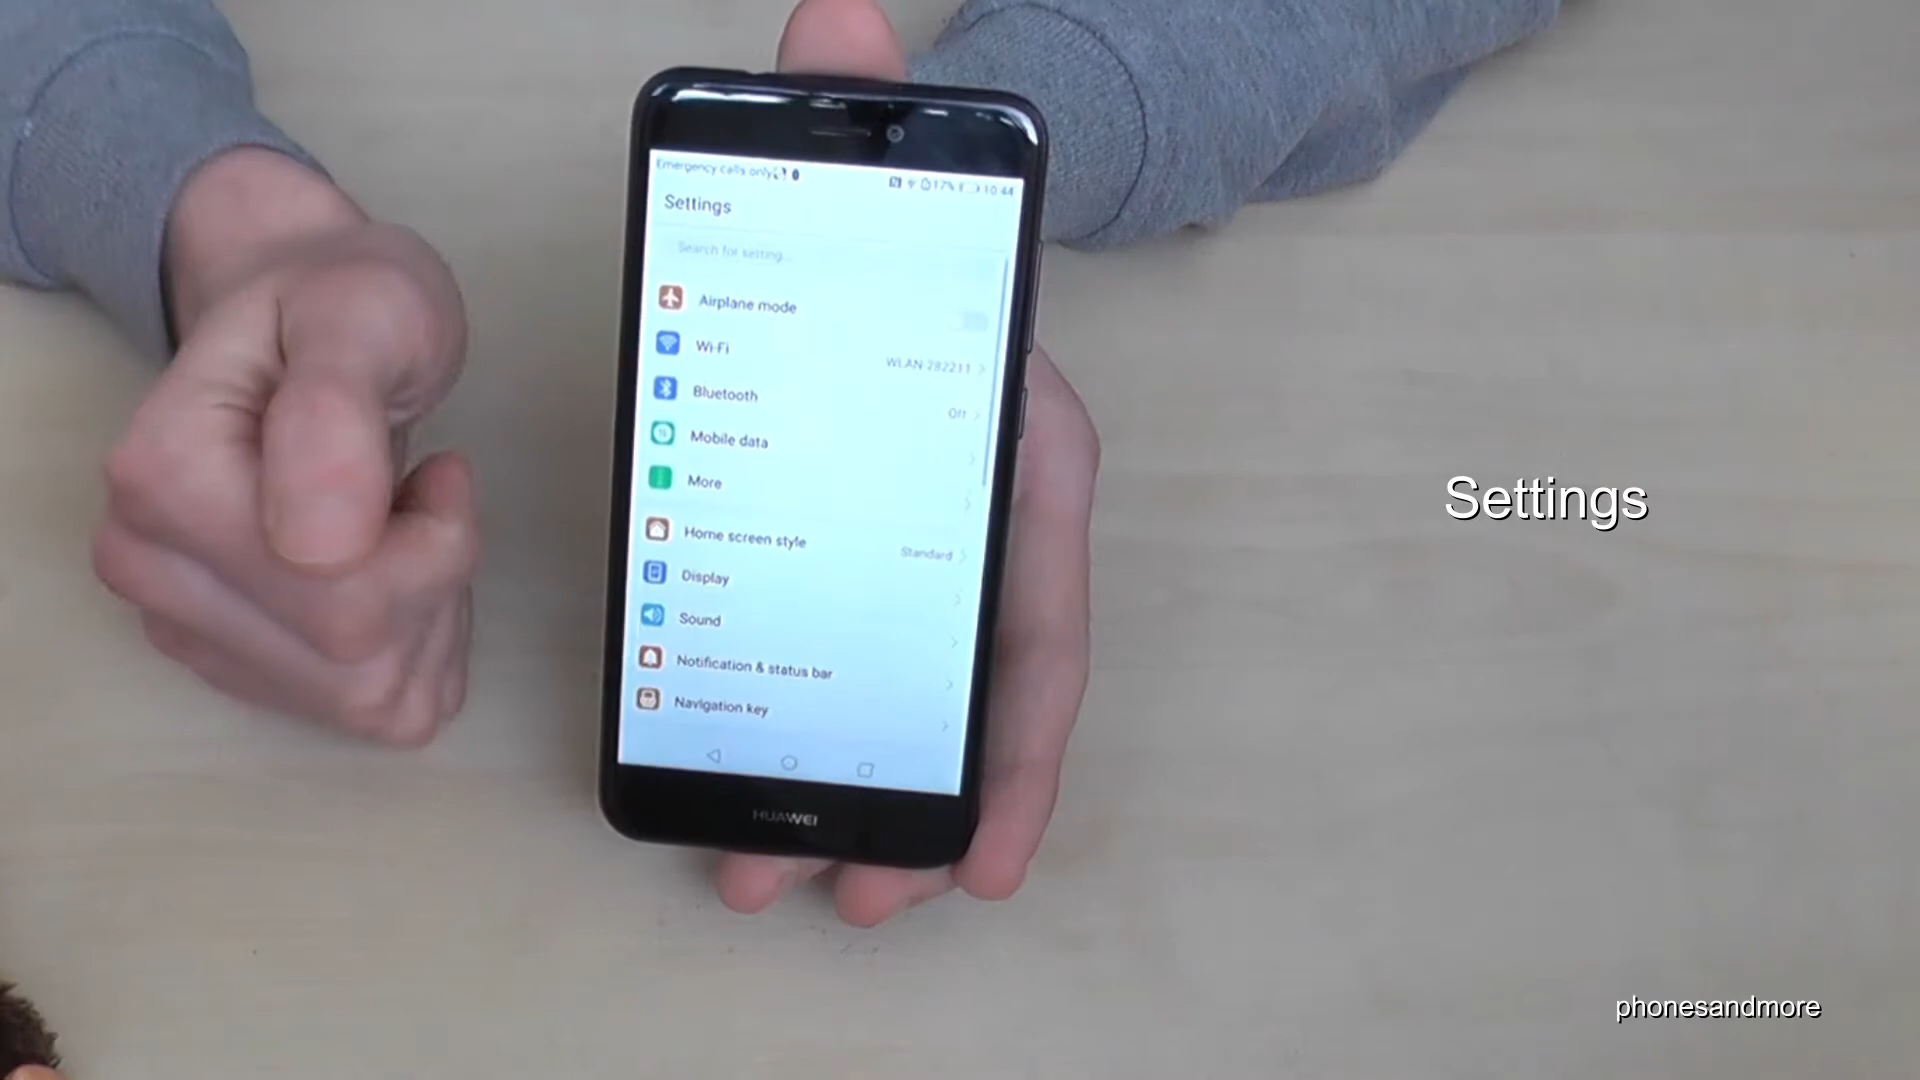 Emergency calls only
17% 10:44
Settings
Search for setting...
Airplane mode
Wi-Fi
WLAN-282211
Bluetooth
Off
Mobile data
More
Home screen style
Standard
Display
Sound
Notification & status bar
Navigation key
HUAWEI
Settings
phonesandmore